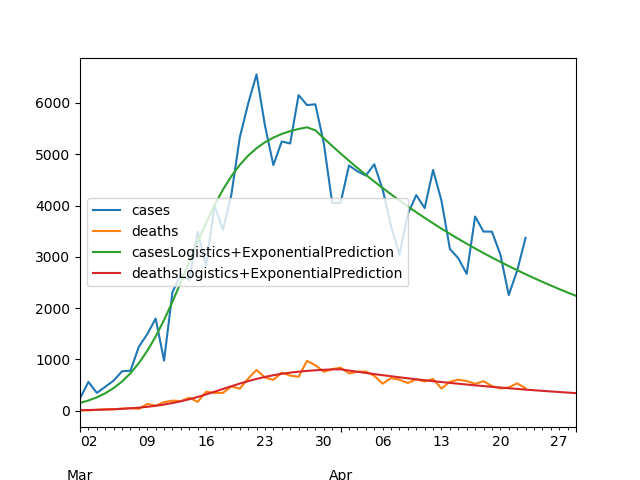 6000
5000
4000
3000
2000
1000
0
cases
deaths
casesLogistics+ExponentialPrediction
deathsLogistics+ExponentialPrediction
02 09 16 23 30 06 13 20 27
Mar Apr